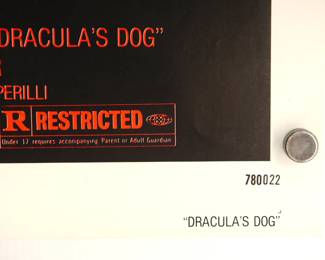 DRACULA'S DOG"
PERILLI
R RESTRICTED
Under 17 requires accompanying Parent or Adult Guardian
780022
"DRACULA'S DOG"